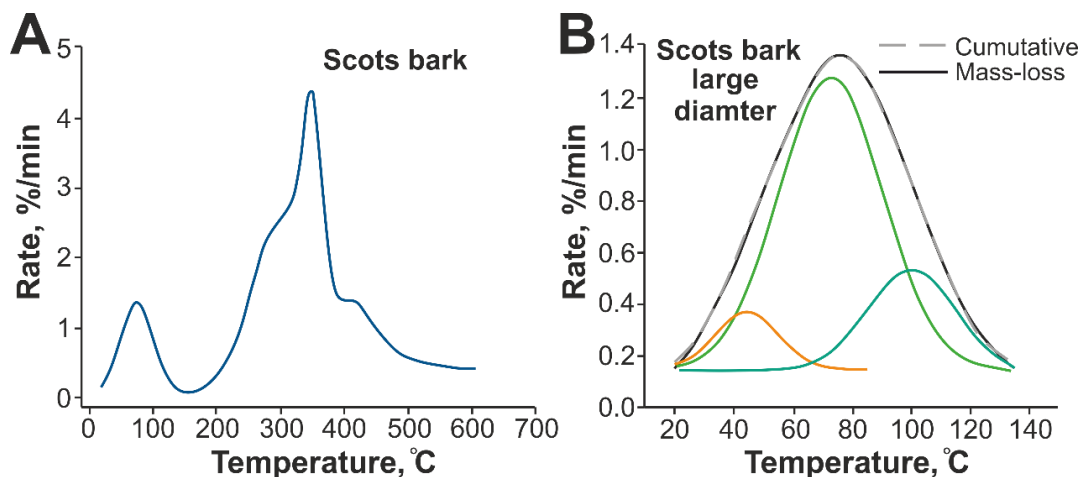 A
Scots bark
Rate, %/min
5
4
3
2
1
0
0 100 200 300 400 500 600 700
Temperature, °C
B
Scots bark
large
diamter
Cumutative
Mass-loss
Rate, %/min
1.4
1.2
1.0
0.8
0.6
0.4
0.2
0.0
20 40 60 80 100 120 140
Temperature, °C